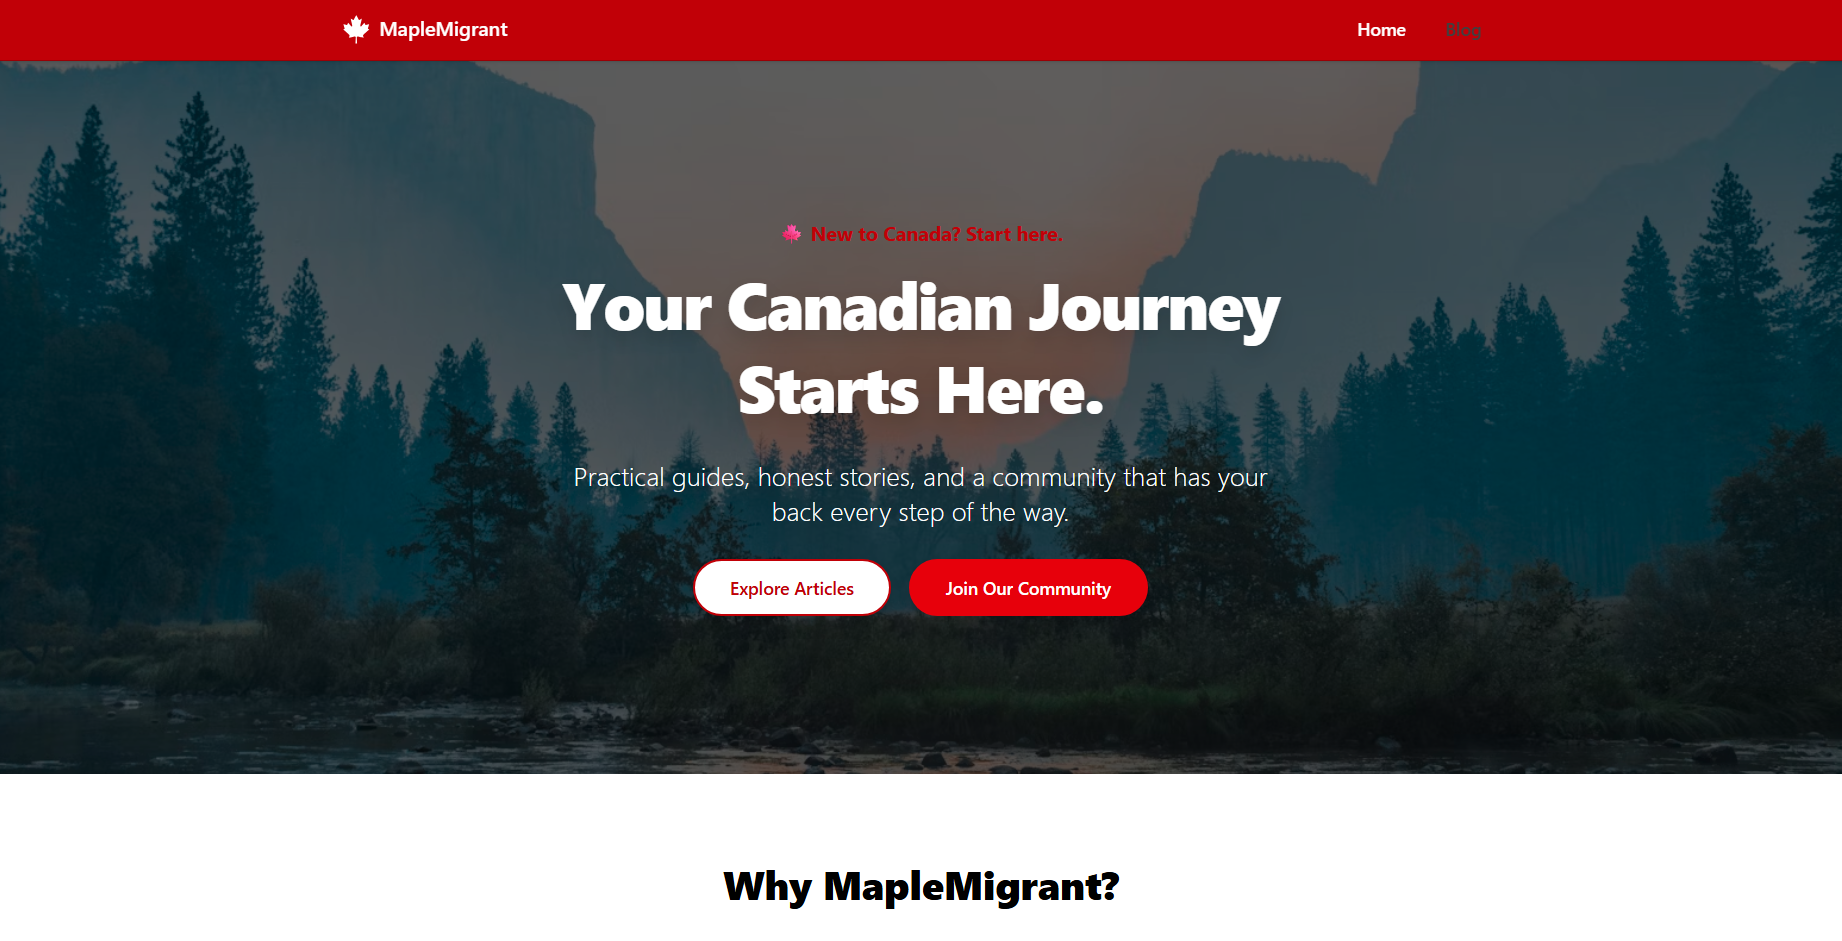 MapleMigrant
Home
Blog
New to Canada? Start here.
Your Canadian Journey
Starts Here.
Practical guides, honest stories, and a community that has your
back every step of the way.
Explore Articles
Join Our Community
Why MapleMigrant?